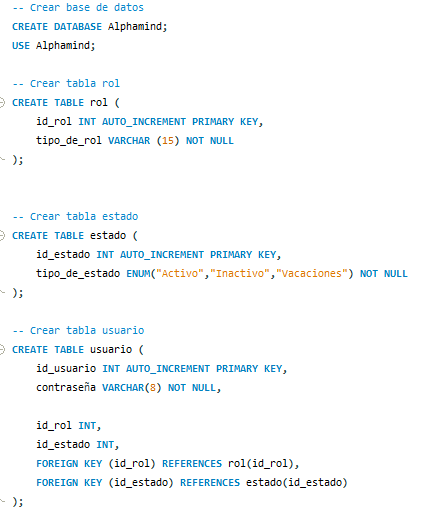 -- Crear base de datos
CREATE DATABASE Alphamind;
USE Alphamind;
-- Crear tabla rol
CREATE TABLE rol (
id_rol INT AUTO_INCREMENT PRIMARY KEY,
tipo_de_rol VARCHAR (15) NOT NULL
);
-- Crear tabla estado
CREATE TABLE estado (
id_estado INT AUTO_INCREMENT PRIMARY KEY,
tipo_de_estado ENUM("Activo","Inactivo","Vacaciones") NOT NULL
);
-- Crear tabla usuario
CREATE TABLE usuario (
id_usuario INT AUTO_INCREMENT PRIMARY KEY,
contraseña VARCHAR(8) NOT NULL,
id_rol INT,
id_estado INT,
FOREIGN KEY (id_rol) REFERENCES rol(id_rol),
FOREIGN KEY (id_estado) REFERENCES estado(id_estado)
);